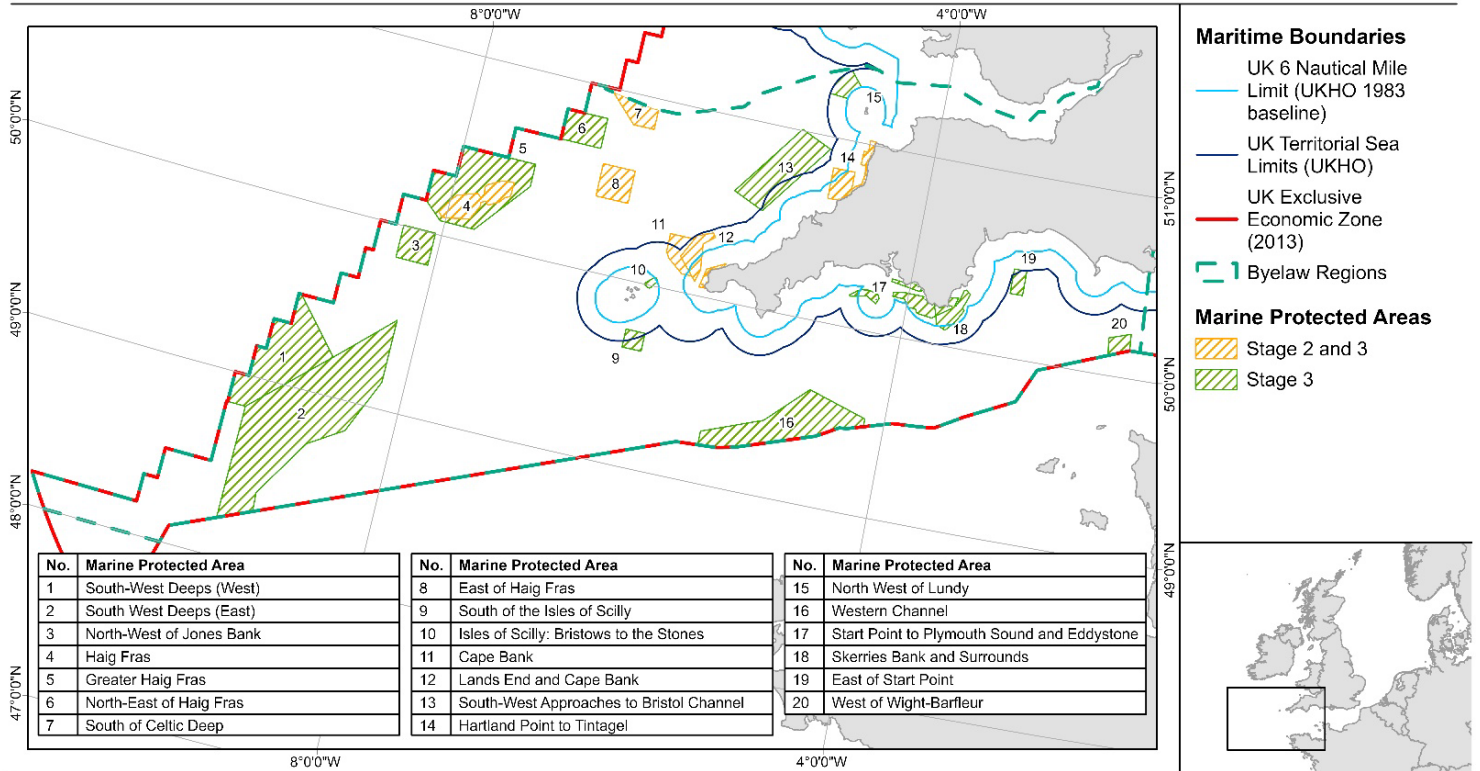 8°0'0"W
4°0'0"W
50°0'0"N
49°0'0"N
48°0'0"N
47°0'0"N
51°0'0"N
50°0'0"N
49°0'0"N
8°0'0"W
4°0'0"W
1
2
3
4
5
6
7
8
9
10
11
12
13
14
15
16
17
18
19
20
Maritime Boundaries
UK 6 Nautical Mile
Limit (UKHO 1983
baseline)
UK Territorial Sea
Limits (UKHO)
UK Exclusive
Economic Zone
(2013)
Byelaw Regions
Marine Protected Areas
Stage 2 and 3
Stage 3
No. Marine Protected Area
1 South-West Deeps (West)
2 South West Deeps (East)
3 North-West of Jones Bank
4 Haig Fras
5 Greater Haig Fras
6 North-East of Haig Fras
7 South of Celtic Deep
No. Marine Protected Area
8 East of Haig Fras
9 South of the Isles of Scilly
10 Isles of Scilly: Bristows to the Stones
11 Cape Bank
12 Lands End and Cape Bank
13 South-West Approaches to Bristol Channel
14 Hartland Point to Tintagel
No. Marine Protected Area
15 North West of Lundy
16 Western Channel
17 Start Point to Plymouth Sound and Eddystone
18 Skerries Bank and Surrounds
19 East of Start Point
20 West of Wight-Barfleur